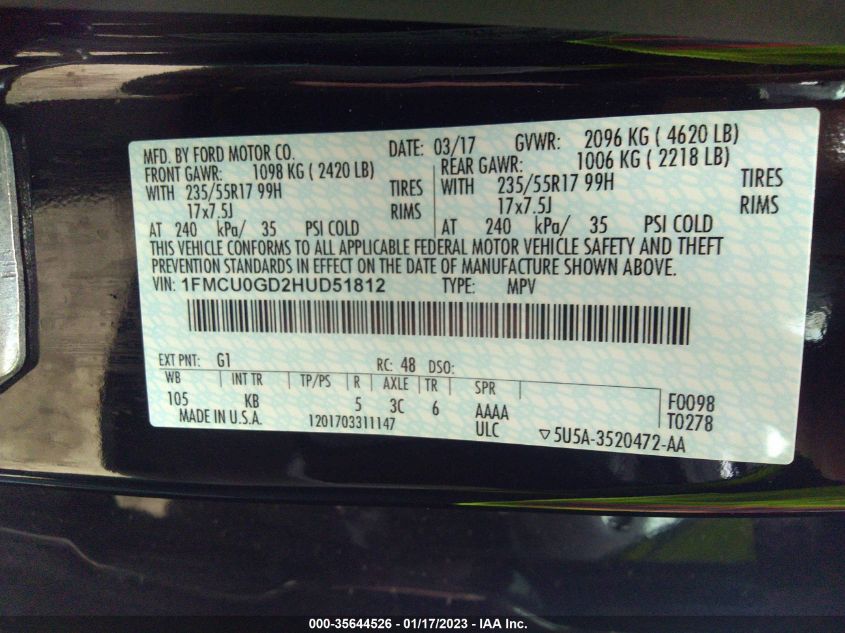 MFD. BY FORD MOTOR CO. DATE: 03/17 GVWR: 2096 KG ( 4620 LB)
FRONT GAWR: 1098 KG ( 2420 LB) REAR GAWR: 1006 KG ( 2218 LB)
WITH 235/55R17 99H TIRES WITH 235/55R17 99H TIRES
17x7.5J RIMS 17x7.5J RIMS
AT 240 kPa/ 35 PSI COLD AT 240 kPa/ 35 PSI COLD
THIS VEHICLE CONFORMS TO ALL APPLICABLE FEDERAL MOTOR VEHICLE SAFETY AND THEFT
PREVENTION STANDARDS IN EFFECT ON THE DATE OF MANUFACTURE SHOWN ABOVE.
VIN: 1FMCU0GD2HUD51812 TYPE: MPV
EXT PNT: G1 RC: 48 DSO:
WB INT TR TP/PS R AXLE TR SPR
105 KB 5 3C 6 AAAA F0098
MADE IN U.S.A. 1201703311147 ULC T0278
▽5U5A-3520472-AA
000-35644526 - 01/17/2023 - IAA Inc.